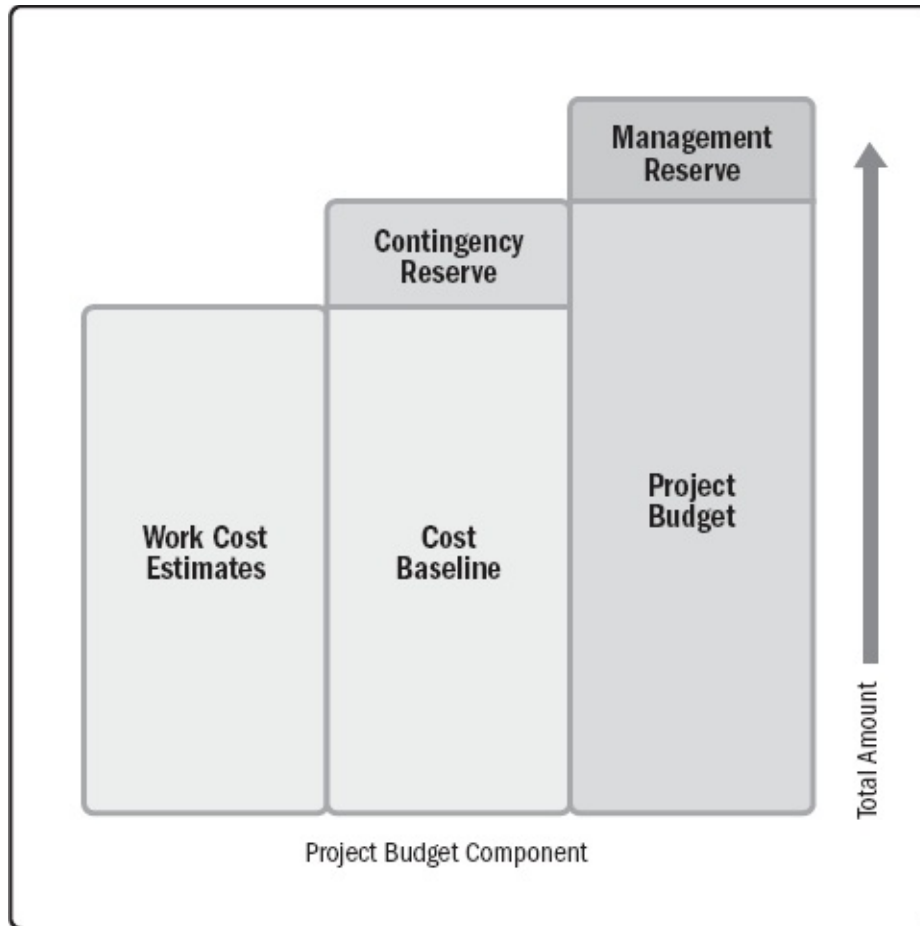 Management
Reserve
Contingency
Reserve
Work Cost
Estimates
Cost
Baseline
Project
Budget
Total Amount
Project Budget Component